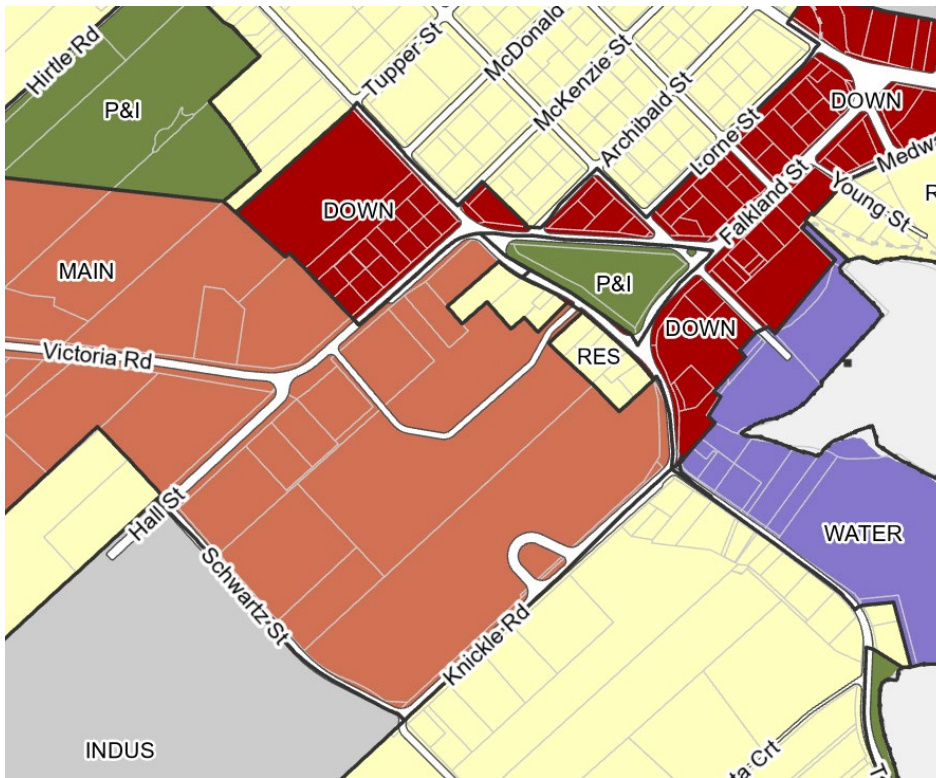 Hirtle Rd
Tupper St
McDonald
McKenzie St
Archibald St
Lorne St
P&I
DOWN
Falkland St
Young St
DOWN
MAIN
P&I
Victoria Rd
DOWN
RES
Hall St
WATER
Schwartz St
Knickle Rd
INDUS